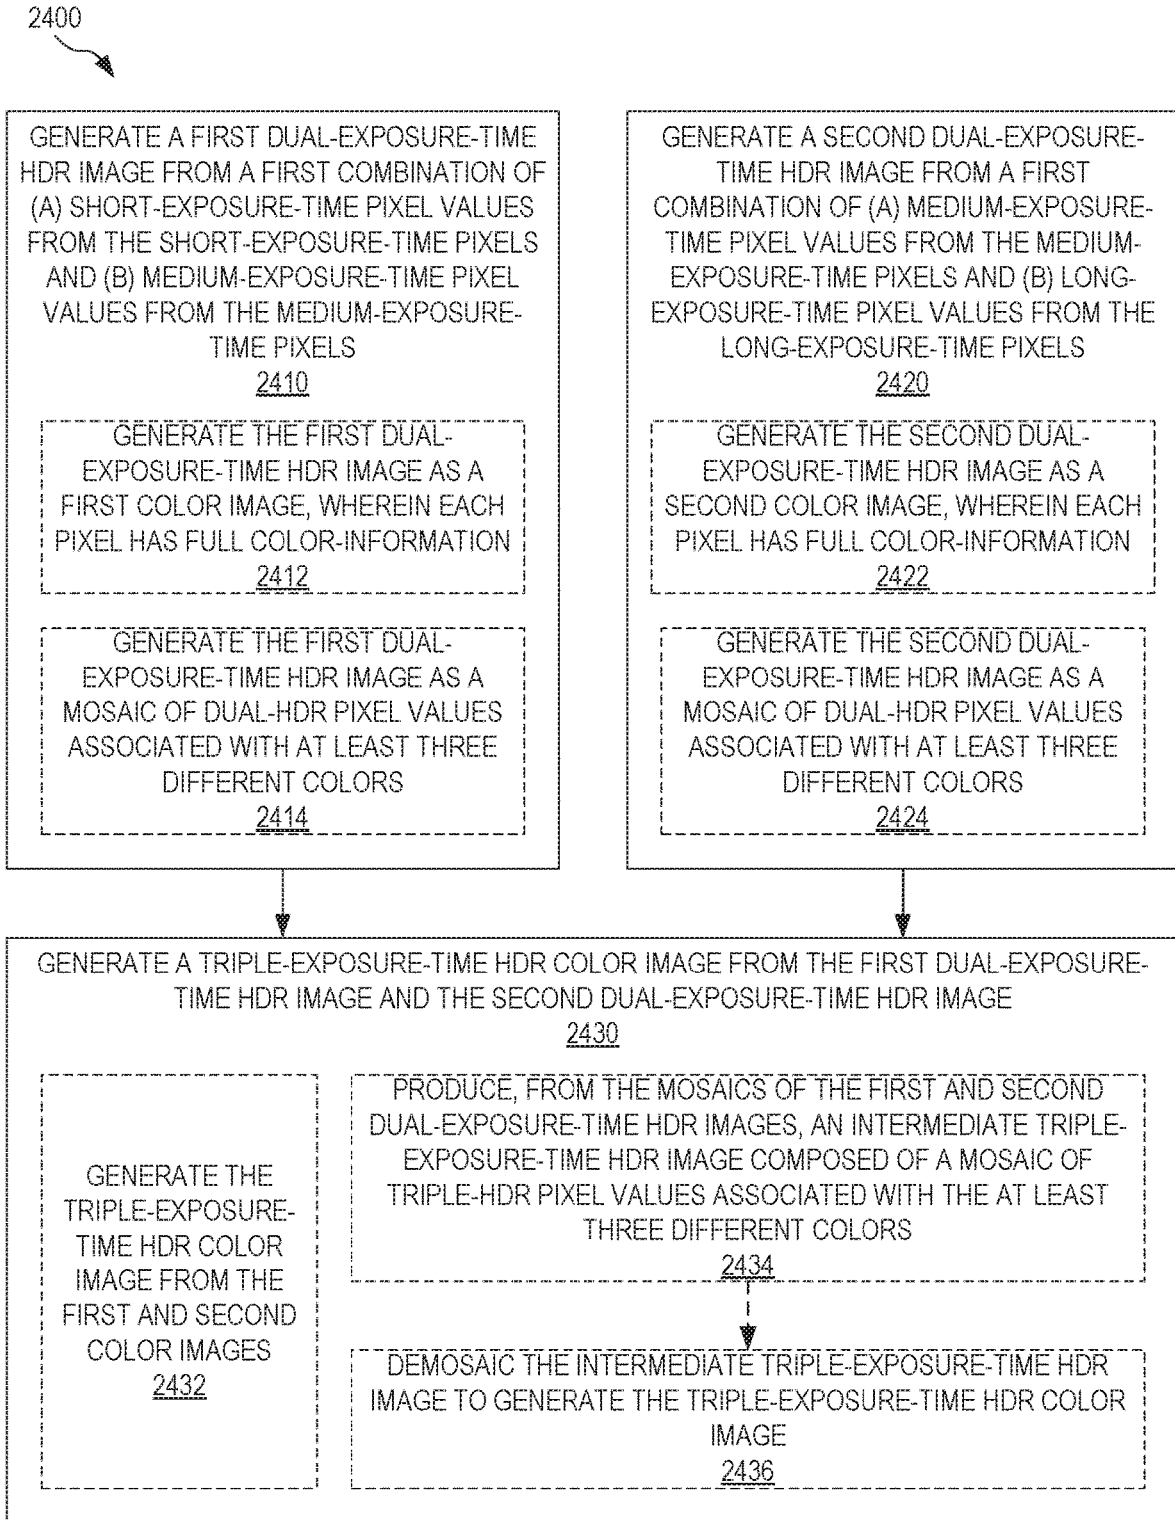 2400
GENERATE A FIRST DUAL-EXPOSURE-TIME
HDR IMAGE FROM A FIRST COMBINATION OF
(A) SHORT-EXPOSURE-TIME PIXEL VALUES
FROM THE SHORT-EXPOSURE-TIME PIXELS
AND (B) MEDIUM-EXPOSURE-TIME PIXEL
VALUES FROM THE MEDIUM-EXPOSURE-
TIME PIXELS
2410
GENERATE THE FIRST DUAL-
EXPOSURE-TIME HDR IMAGE AS A
FIRST COLOR IMAGE, WHEREIN EACH
PIXEL HAS FULL COLOR-INFORMATION
2412
GENERATE THE FIRST DUAL-
EXPOSURE-TIME HDR IMAGE AS A
MOSAIC OF DUAL-HDR PIXEL VALUES
ASSOCIATED WITH AT LEAST THREE
DIFFERENT COLORS
2414
GENERATE A SECOND DUAL-EXPOSURE-
TIME HDR IMAGE FROM A FIRST
COMBINATION OF (A) MEDIUM-EXPOSURE-
TIME PIXEL VALUES FROM THE MEDIUM-
EXPOSURE-TIME PIXELS AND (B) LONG-
EXPOSURE-TIME PIXEL VALUES FROM THE
LONG-EXPOSURE-TIME PIXELS
2420
GENERATE THE SECOND DUAL-
EXPOSURE-TIME HDR IMAGE AS A
SECOND COLOR IMAGE, WHEREIN EACH
PIXEL HAS FULL COLOR-INFORMATION
2422
GENERATE THE SECOND DUAL-
EXPOSURE-TIME HDR IMAGE AS A
MOSAIC OF DUAL-HDR PIXEL VALUES
ASSOCIATED WITH AT LEAST THREE
DIFFERENT COLORS
2424
GENERATE A TRIPLE-EXPOSURE-TIME HDR COLOR IMAGE FROM THE FIRST DUAL-EXPOSURE-
TIME HDR IMAGE AND THE SECOND DUAL-EXPOSURE-TIME HDR IMAGE
2430
GENERATE THE
TRIPLE-EXPOSURE-
TIME HDR COLOR
IMAGE FROM THE
FIRST AND SECOND
COLOR IMAGES
2432
PRODUCE, FROM THE MOSAICS OF THE FIRST AND SECOND
DUAL-EXPOSURE-TIME HDR IMAGES, AN INTERMEDIATE TRIPLE-
EXPOSURE-TIME HDR IMAGE COMPOSED OF A MOSAIC OF
TRIPLE-HDR PIXEL VALUES ASSOCIATED WITH THE AT LEAST
THREE DIFFERENT COLORS
2434
DEMOSAIC THE INTERMEDIATE TRIPLE-EXPOSURE-TIME HDR
IMAGE TO GENERATE THE TRIPLE-EXPOSURE-TIME HDR COLOR
IMAGE
2436